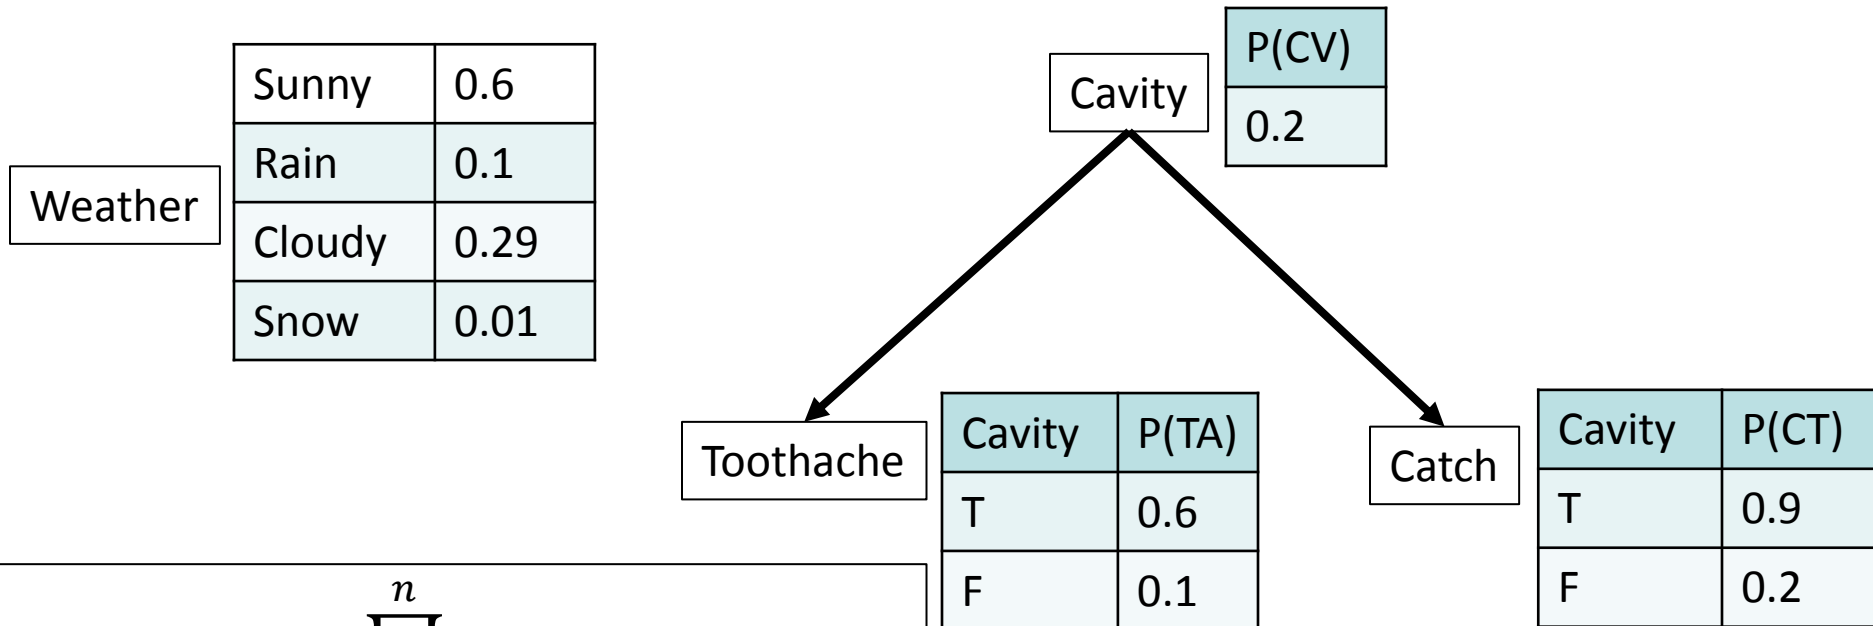 Weather
Sunny 0.6
Rain 0.1
Cloudy 0.29
Snow 0.01
Cavity
P(CV)
0.2
Toothache
Cavity P(TA)
T 0.6
F 0.1
Catch
Cavity P(CT)
T 0.9
F 0.2
n